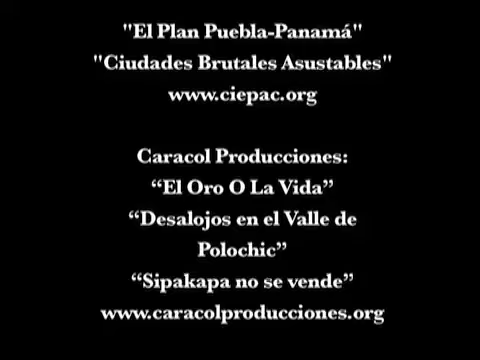 "El Plan Puebla-Panamá"
"Ciudades Brutales Asustables"
www.ciepac.org
Caracol Producciones:
“El Oro O La Vida”
“Desalojos en el Valle de
Polochic”
“Sipakapa no se vende”
www.caracolproducciones.org